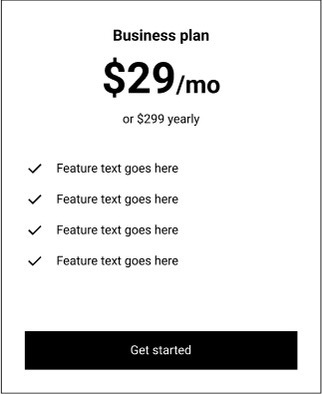 Business plan
$29/mo
or $299 yearly
Feature text goes here
Feature text goes here
Feature text goes here
Feature text goes here
Get started